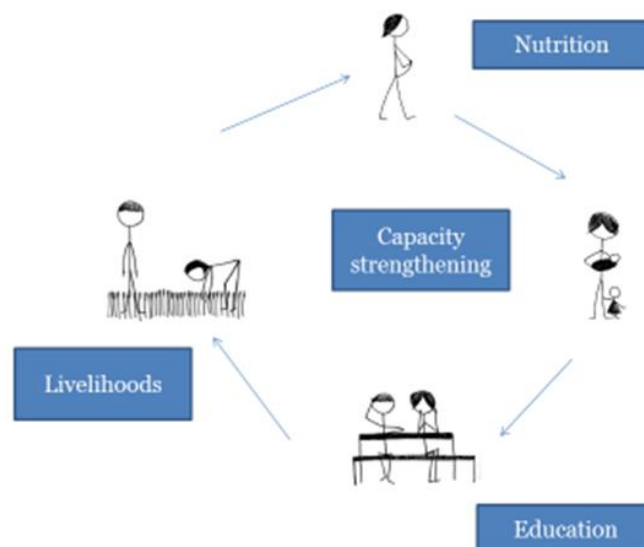 Nutrition
Capacity
strengthening
Livelihoods
Education